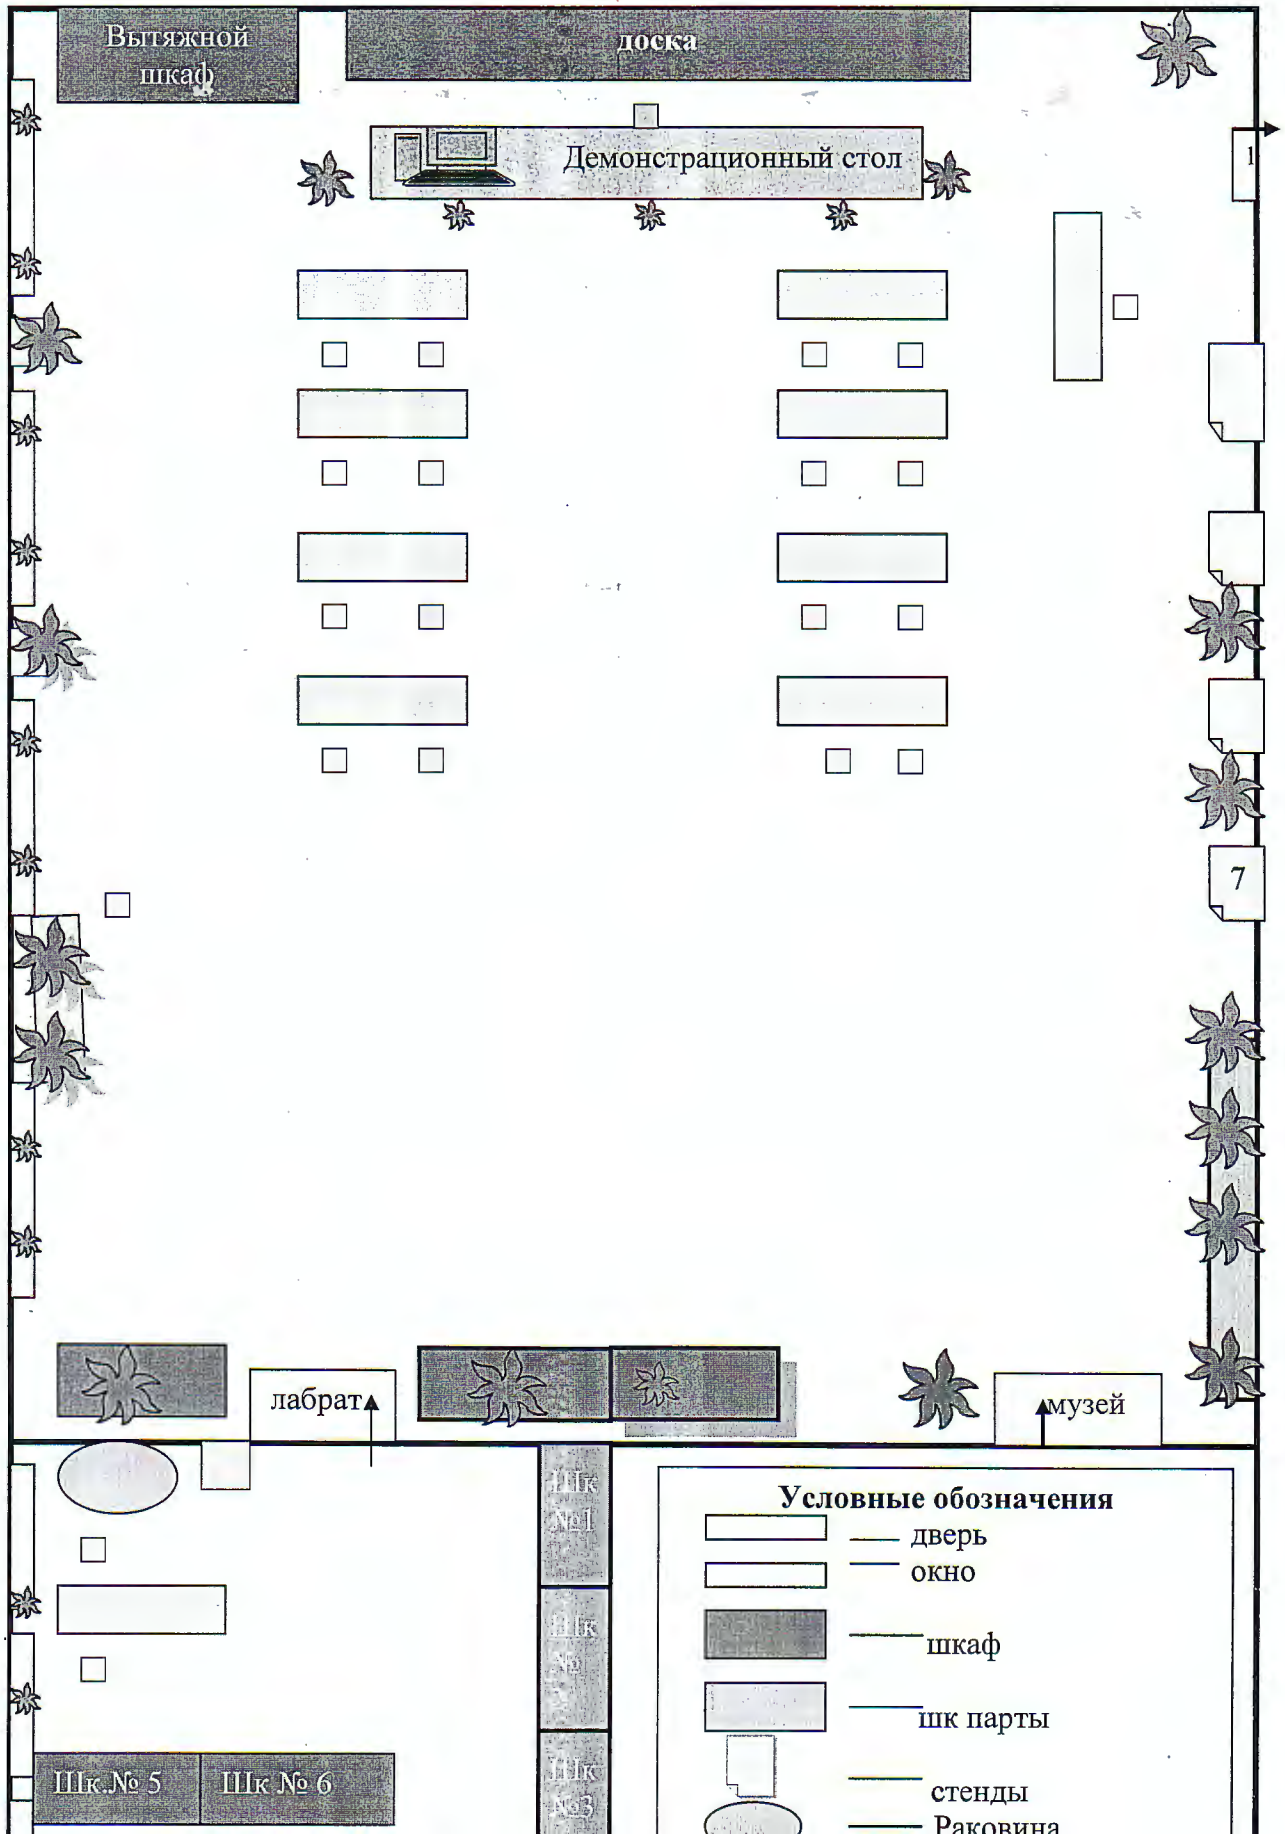 Вытяжной
шкаф
доска
Демонстрационный стол
1
7
лабрат
музей
Шк
№1
Шк
№
Шк
№3
Шк.№ 5
Шк № 6
Условные обозначения
дверь
окно
шкаф
шк парты
стенды
Раковина